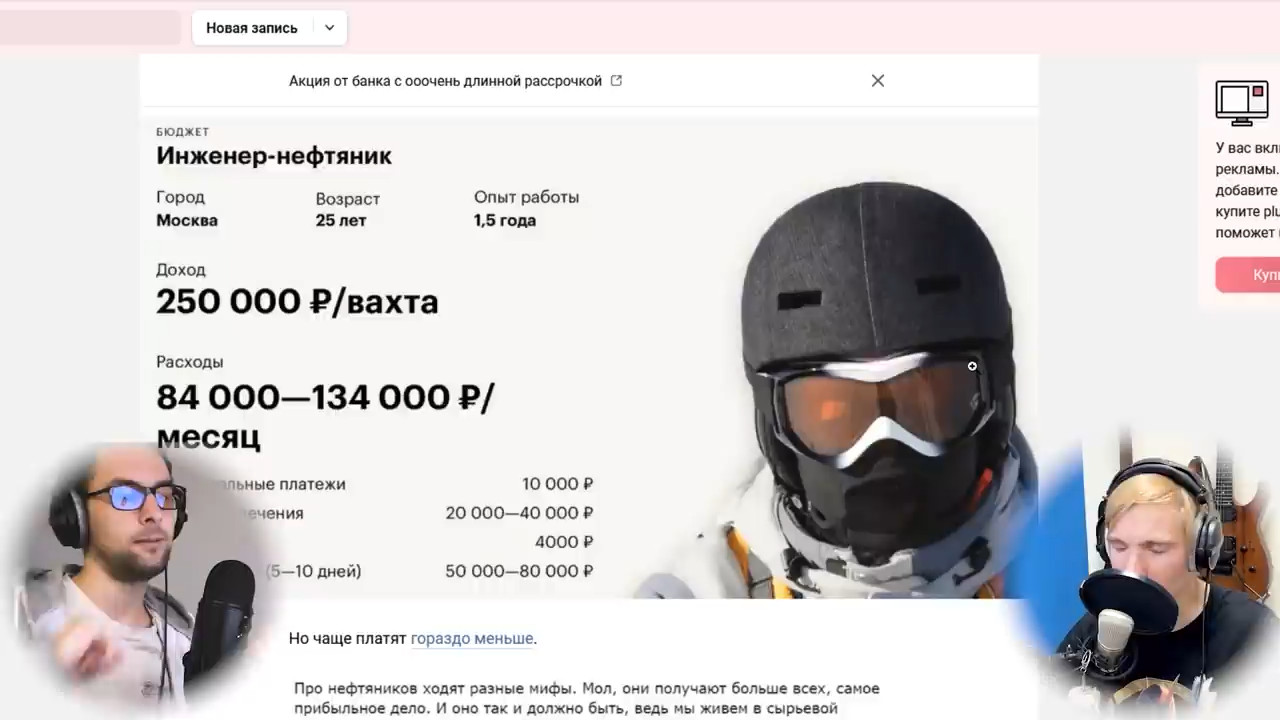 Новая запись
Акция от банка с ооочень длинной рассрочкой
БЮДЖЕТ
Инженер-нефтяник
Город Возраст Опыт работы
Москва 25 лет 1,5 года
Доход
250 000 ₽/вахта
Расходы
84 000—134 000 ₽/
месяц
платежи 10 000 ₽
20 000—40 000 ₽
4000 ₽
(5—10 дней) 50 000—80 000 ₽
Но чаще платят гораздо меньше.
Про нефтяников ходят разные мифы. Мол, они получают больше всех, самое
прибыльное дело. И оно так и должно быть, ведь мы живем в сырьевой
У вас
рекламы.
добавите
купите
поможет